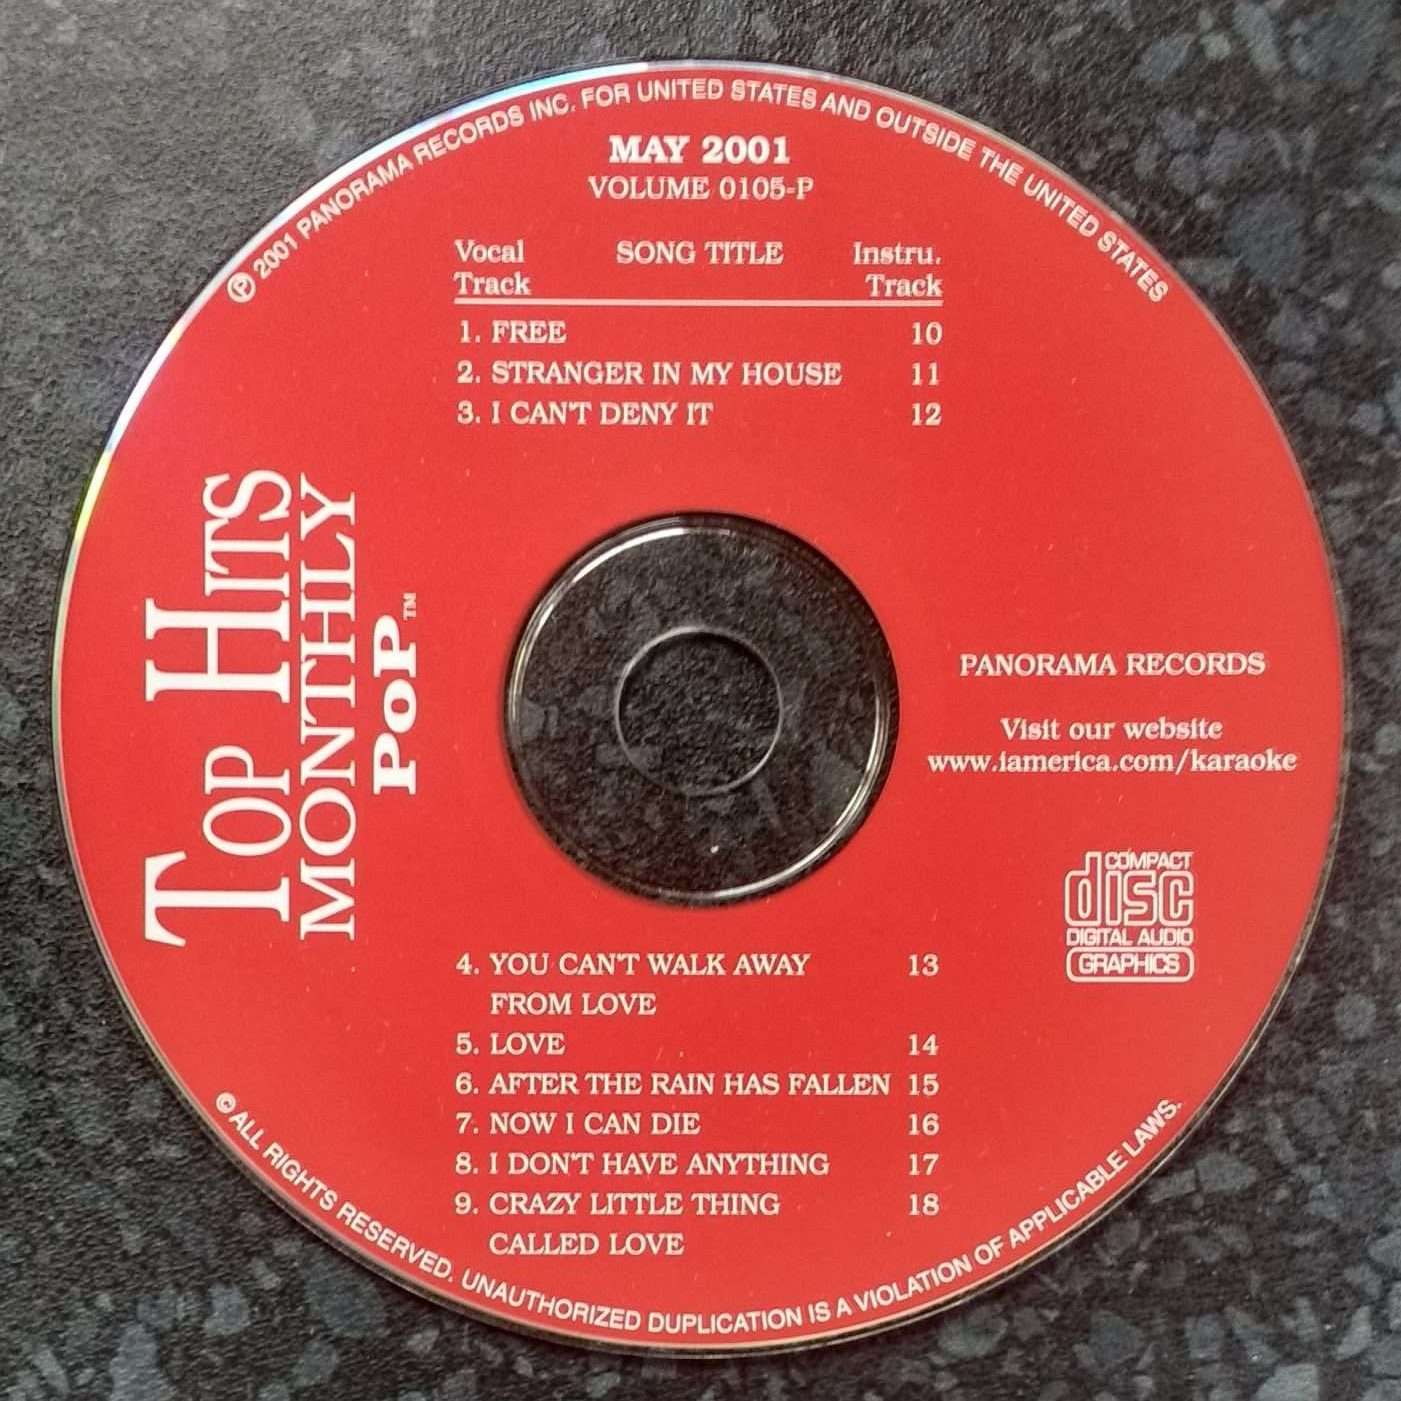 ℗ 2001 PANORAMA RECORDS INC. FOR UNITED STATES AND OUTSIDE THE UNITED STATES
MAY 2001
VOLUME 0105-P
Vocal Track SONG TITLE Instru. Track
1. FREE 10
2. STRANGER IN MY HOUSE 11
3. I CAN'T DENY IT 12
TOP HITS
MONTHLY
POP™
PANORAMA RECORDS
Visit our website
www.iamerica.com/karaoke
COMPACT
disc
DIGITAL AUDIO
GRAPHICS
4. YOU CAN'T WALK AWAY 13
FROM LOVE
5. LOVE 14
6. AFTER THE RAIN HAS FALLEN 15
7. NOW I CAN DIE 16
8. I DON'T HAVE ANYTHING 17
9. CRAZY LITTLE THING 18
CALLED LOVE
© ALL RIGHTS RESERVED. UNAUTHORIZED DUPLICATION IS A VIOLATION OF APPLICABLE LAWS.